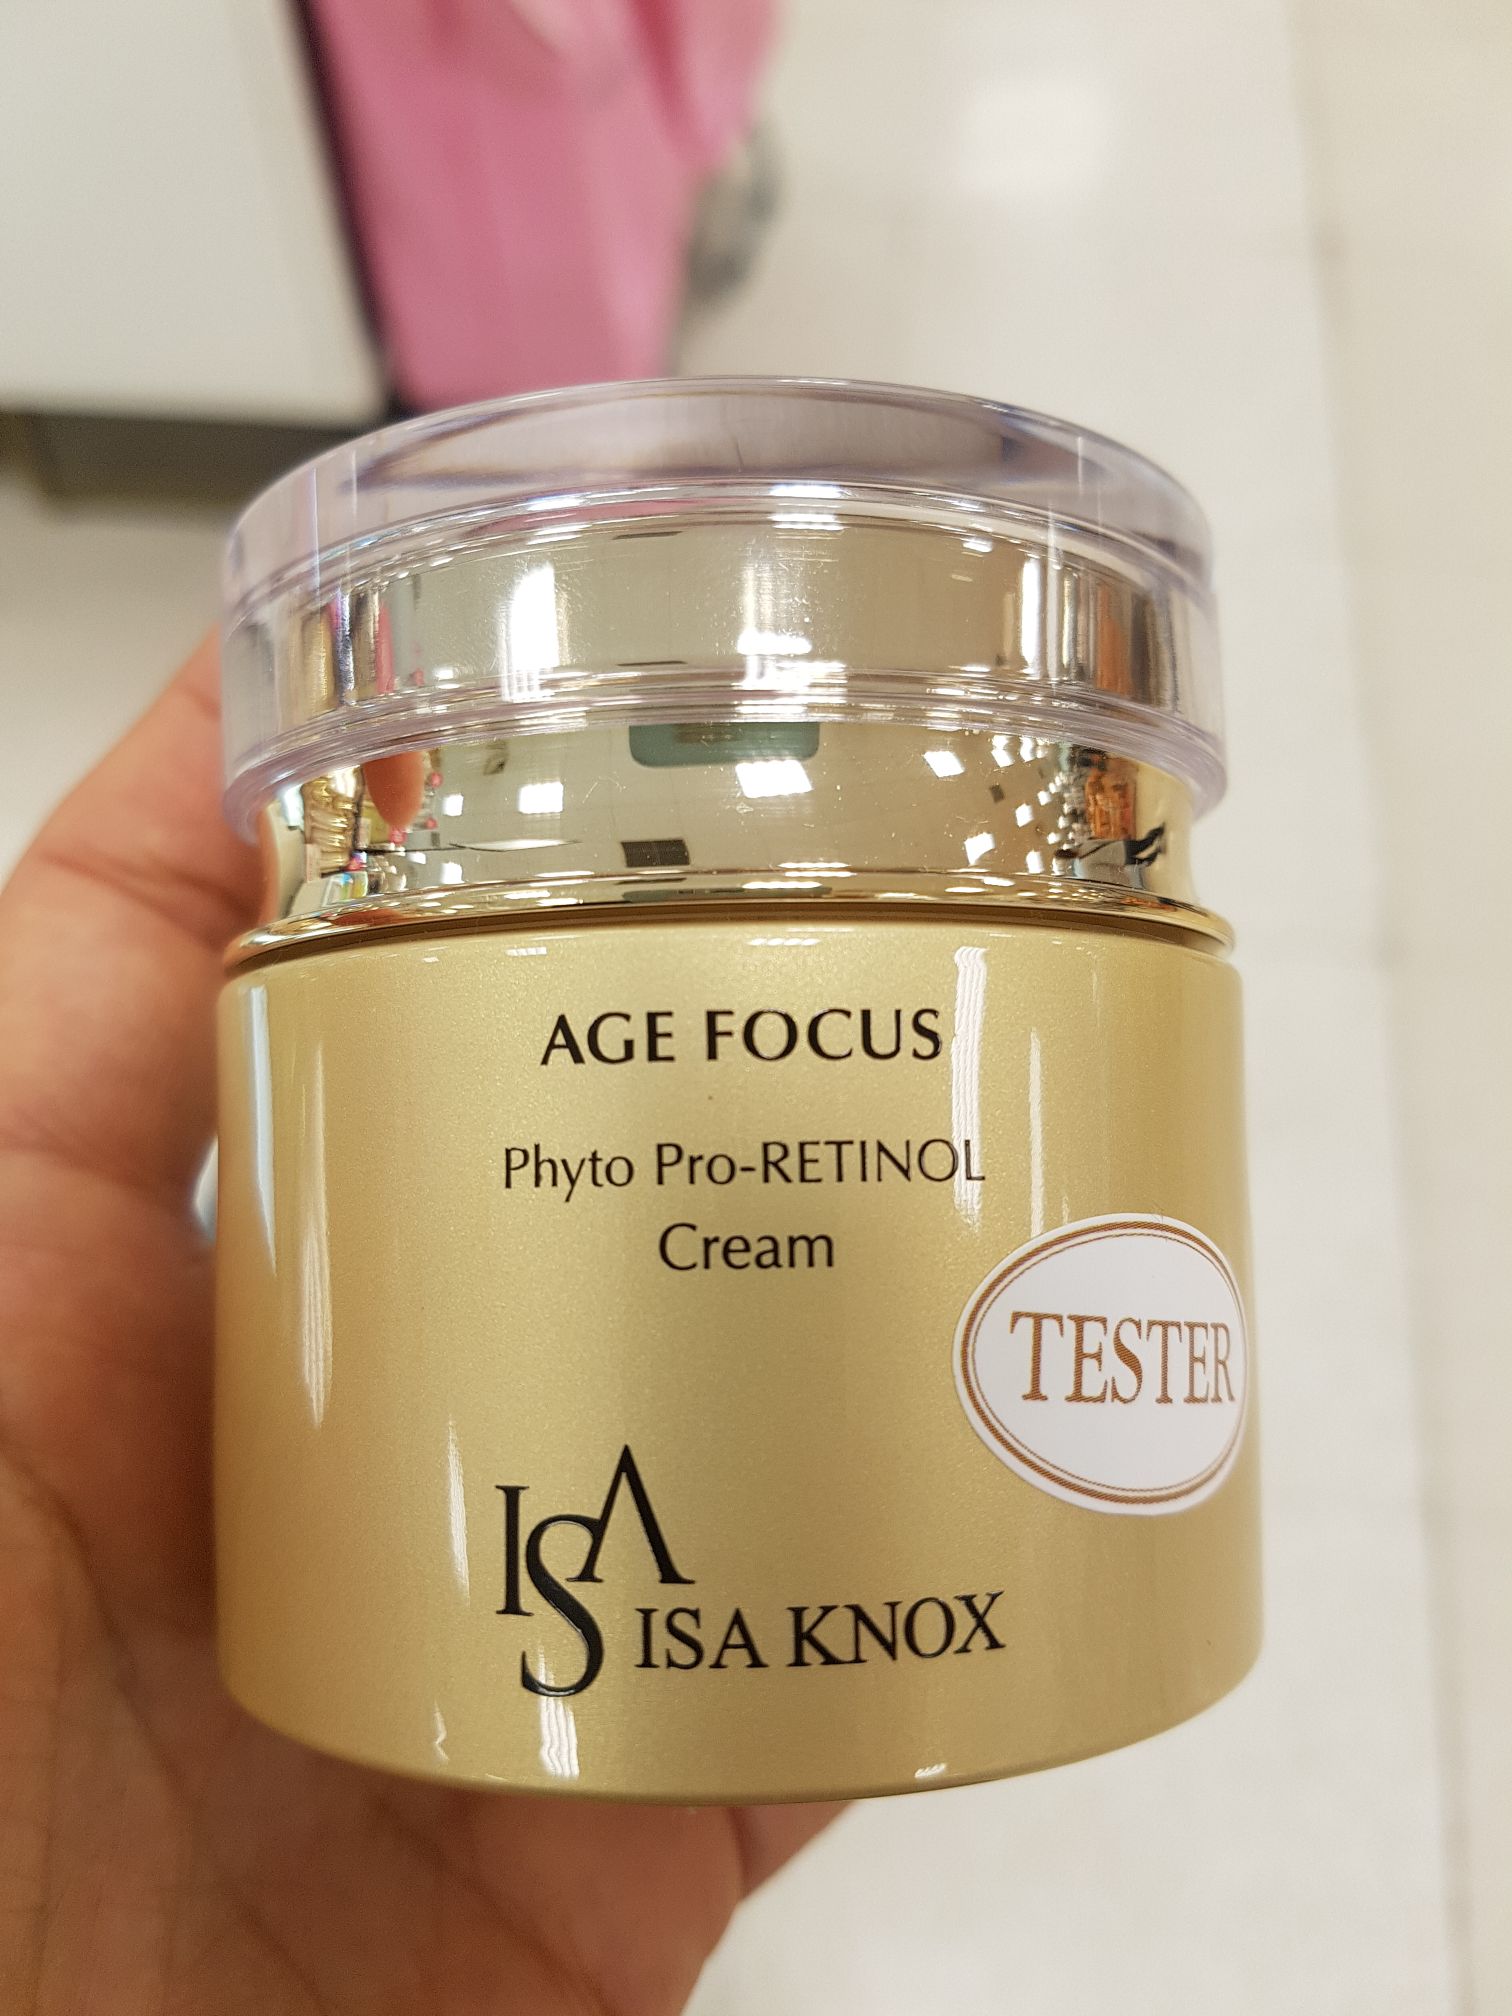 AGE FOCUS
Phyto Pro-RETINOL
Cream
TESTER
ISA
ISA KNOX